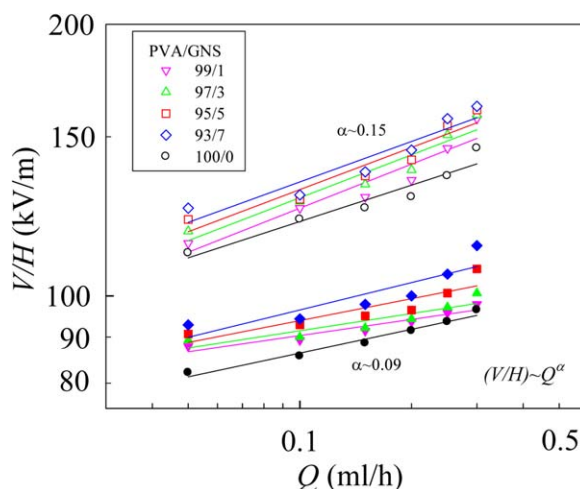 200
PVA/GNS
99/1
97/3
95/5
93/7
100/0
α~0.15
150
V/H (kV/m)
100
90
80
α~0.09
(V/H)~Q^α
0.1
0.5
Q (ml/h)